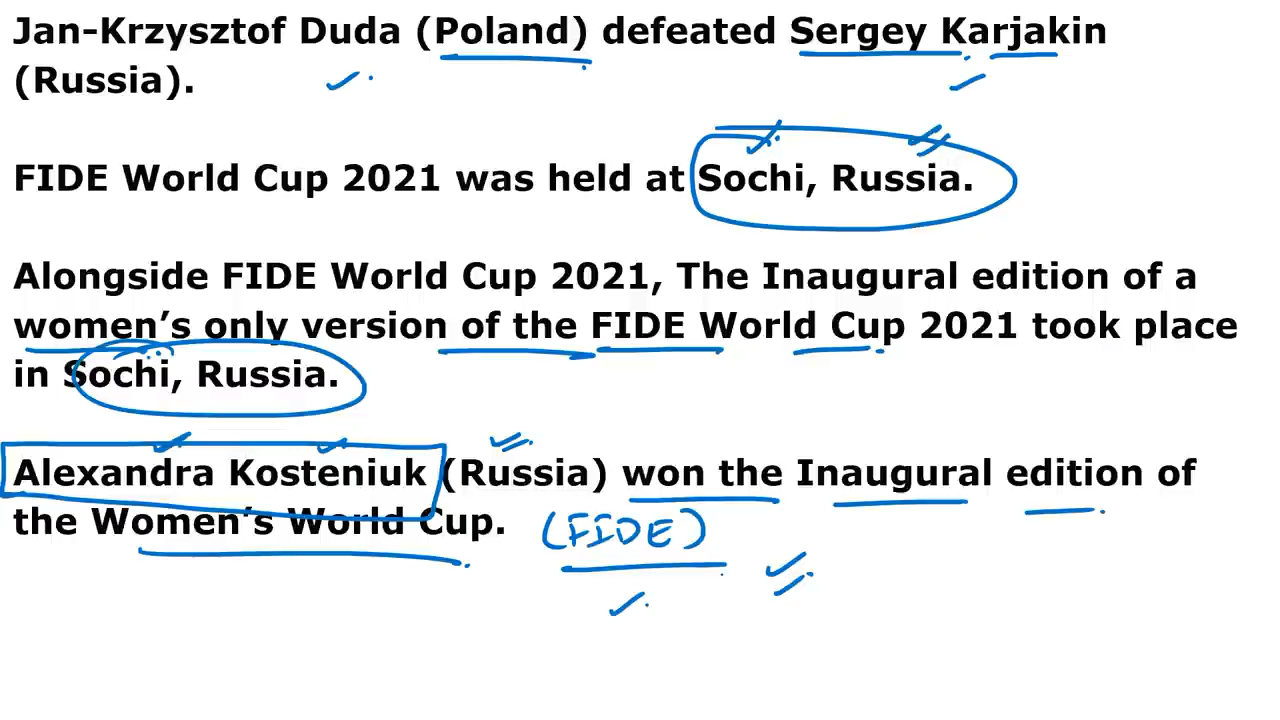 Jan-Krzysztof Duda (Poland) defeated Sergey Karjakin
(Russia).
FIDE World Cup 2021 was held at Sochi, Russia.
Alongside FIDE World Cup 2021, The Inaugural edition of a
women’s only version of the FIDE World Cup 2021 took place
in Sochi, Russia.
Alexandra Kosteniuk (Russia) won the Inaugural edition of
the Women’s World Cup. (FIDE)